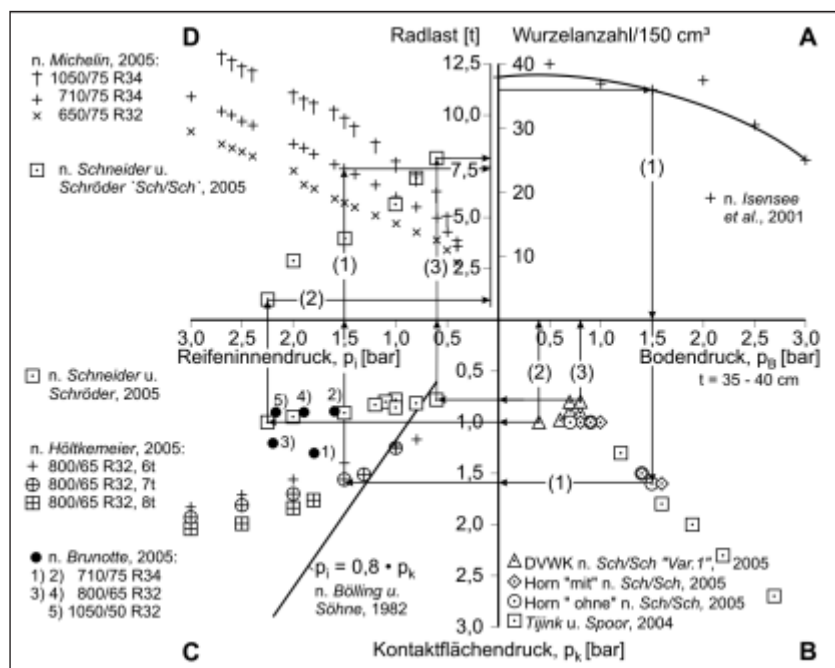 D
Radlast [t]
Wurzelanzahl/150 cm³
A
n. Michelin, 2005:
† 1050/75 R34
+ 710/75 R34
× 650/75 R32
n. Schneider u.
Schröder `Sch/Sch`, 2005
12,5
11,0
7,5
5,0
2,5
40
30
20
10
(1)
(1)
(2)
(3)
+ n. Isensee
et al., 2001
3,0
2,5
2,0
1,5
1,0
0,5
0,5
1,0
1,5
2,0
2,5
3,0
Reifeninnendruck, pi [bar]
Bodendruck, pB [bar]
t = 35 - 40 cm
n. Schneider u.
Schröder, 2005
n. Höltkemeier, 2005:
+ 800/65 R32, 6t
⊕ 800/65 R32, 7t
⊞ 800/65 R32, 8t
● n. Brunotte, 2005:
1) 2) 710/75 R34
3) 4) 800/65 R32
5) 1050/50 R32
5)
4)
2)
3)
1)
0,5
1,0
1,5
2,0
2,5
3,0
(2)
(3)
(1)
pi = 0,8 • pk
n. Bölling u.
Söhne, 1982
DVWK n. Sch/Sch "Var.1", 2005
Horn "mit" n. Sch/Sch, 2005
Horn " ohne" n. Sch/Sch, 2005
Tijink u. Spoor, 2004
C
Kontaktflächendruck, pk [bar]
B